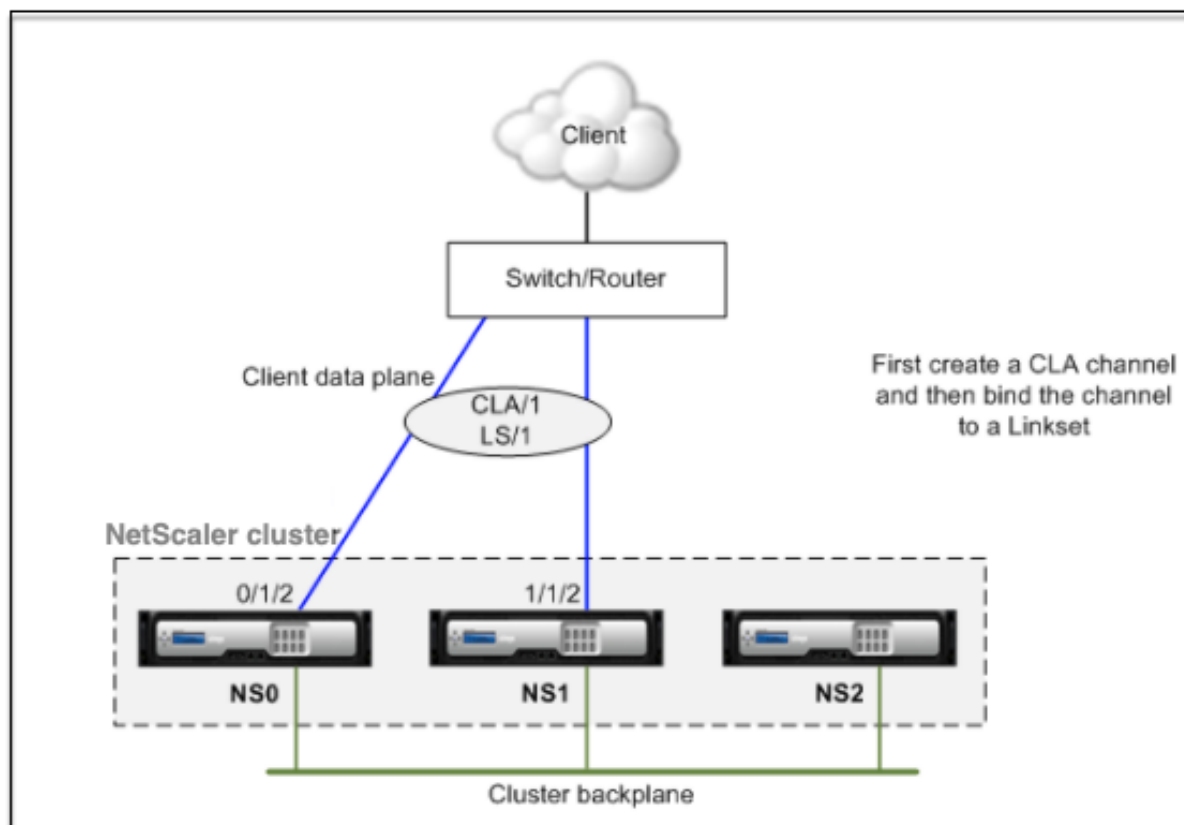 Client
Switch/Router
Client data plane
CLA/1
LS/1
First create a CLA channel
and then bind the channel
to a Linkset
NetScaler cluster
0/1/2
1/1/2
NS0
NS1
NS2
Cluster backplane